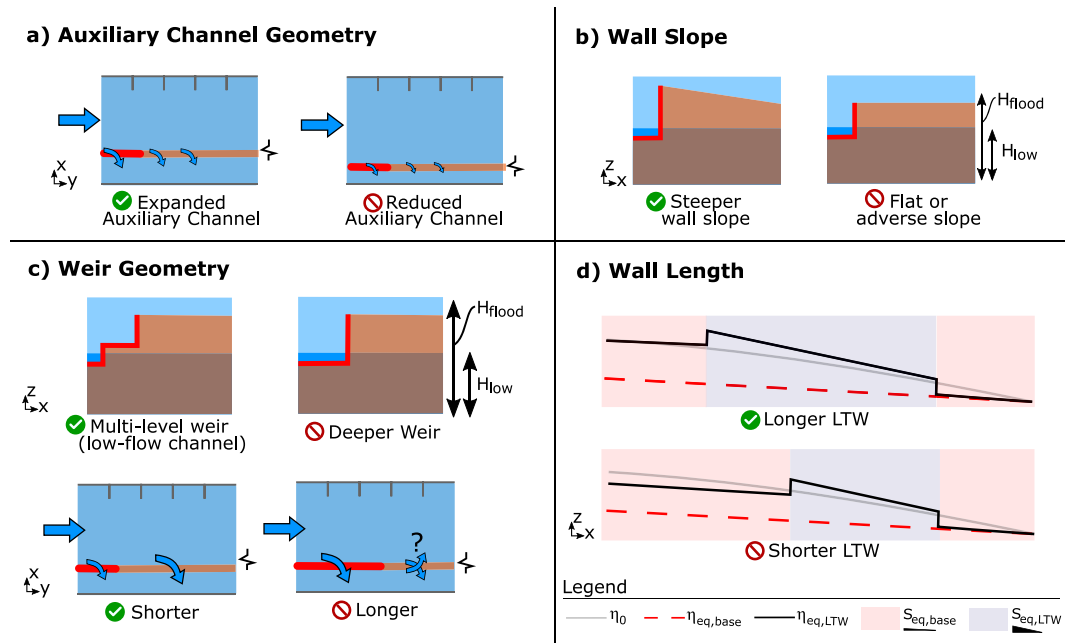 a) Auxiliary Channel Geometry
x
y
Expanded
Auxiliary Channel
Reduced
Auxiliary Channel
b) Wall Slope
H_flood
H_low
z
x
Steeper
wall slope
Flat or
adverse slope
c) Weir Geometry
H_flood
H_low
z
x
Multi-level weir
(low-flow channel)
Deeper Weir
?
x
y
Shorter
Longer
d) Wall Length
Longer LTW
z
x
Shorter LTW
Legend
η_0
η_eq,base
η_eq,LTW
S_eq,base
S_eq,LTW